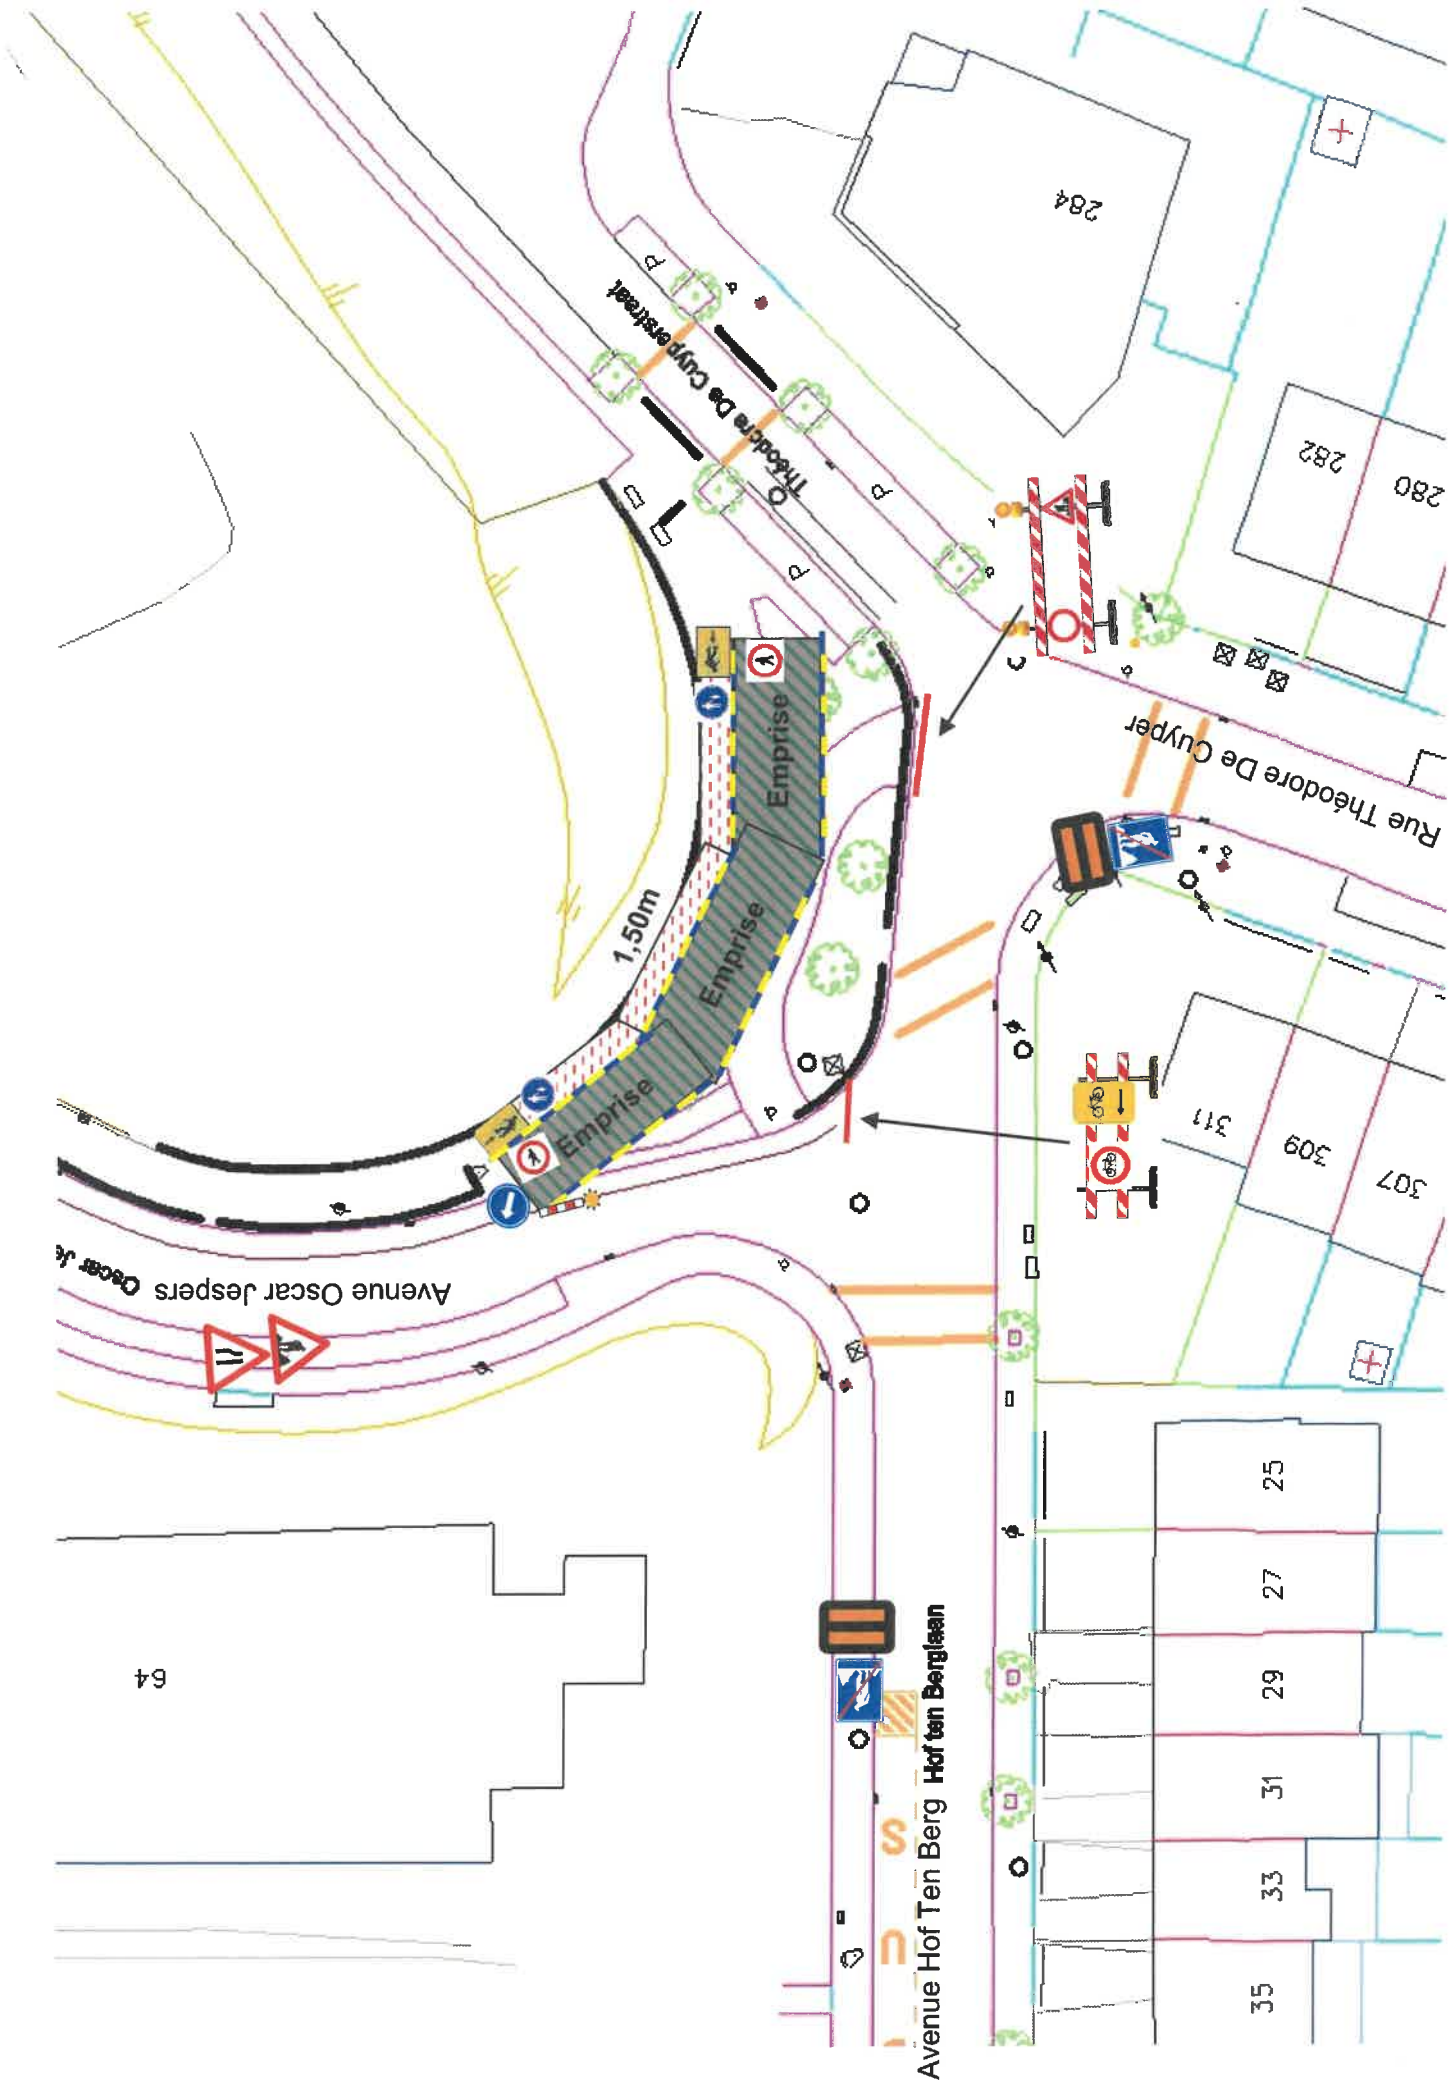 284
P
Théodore De Cuyperstraat
P
P
282
280
Emprise
Emprise
Emprise
1,50m
Rue Théodore De Cuyper
311
309
307
Avenue Oscar Jespers
Oscar Je
64
25
27
29
31
33
35
Avenue Hof Ten Berg
Hof ten Berglaan
S
U